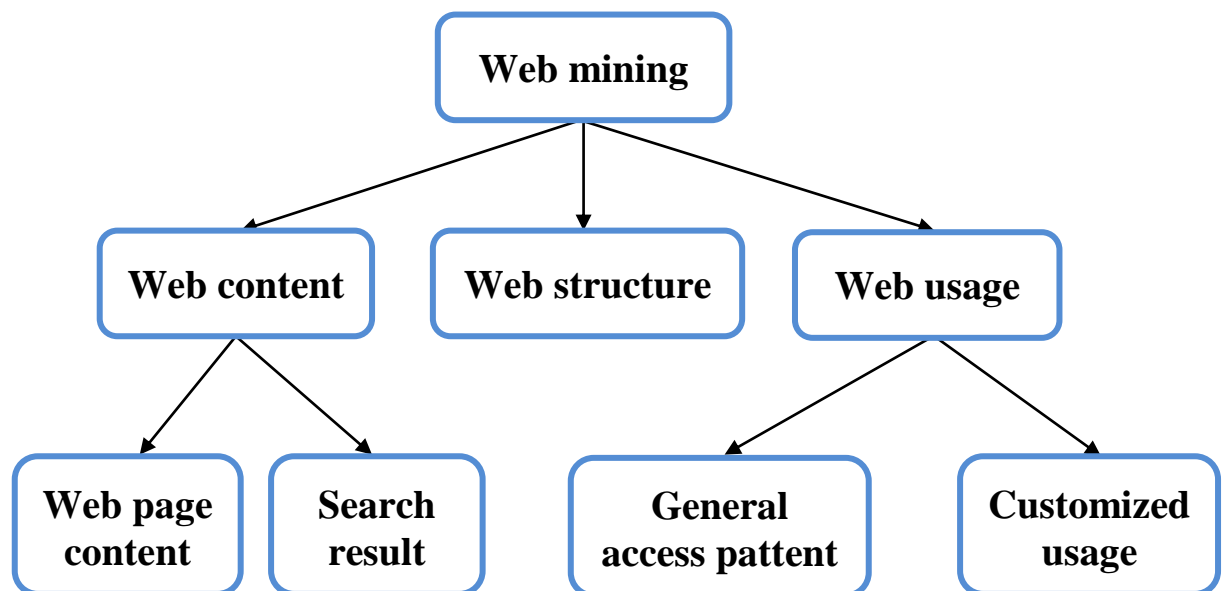 Web mining
Web content
Web structure
Web usage
Web page
content
Search
result
General
access pattent
Customized
usage